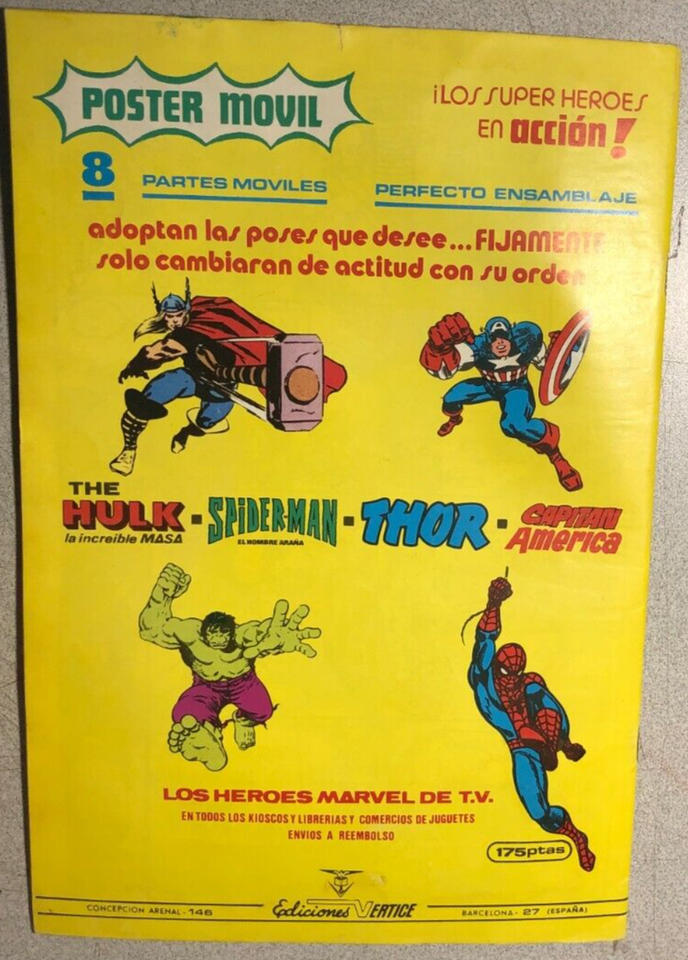 POSTER MOVIL
¡LOS SUPER HEROES
EN acción!
8 PARTES MOVILES PERFECTO ENSAMBLAJE
adoptan las poses que desee...FIJAMENTE
solo cambiaran de actitud con su orden
THE
HULK - SPIDER-MAN - THOR - CAPITAN
America
la increible MASA
EL HOMBRE ARAÑA
LOS HEROES MARVEL DE T.V.
EN TODOS LOS KIOSCOS Y LIBRERIAS Y COMERCIOS DE JUGUETES
ENVIOS A REEMBOLSO
175ptas
CONCEPCION ARENAL - 146 Ediciones VERTICE BARCELONA - 27 (ESPAÑA)